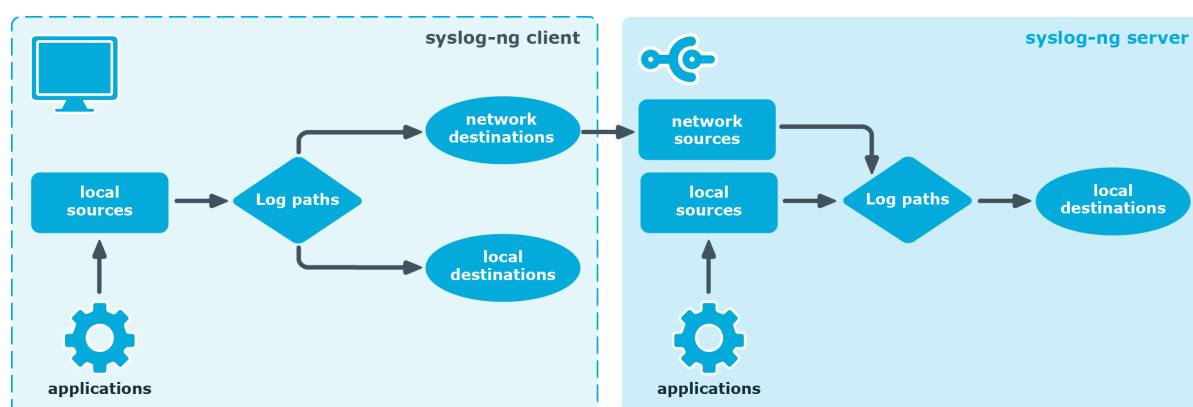 syslog-ng client
network
destinations
local
sources
Log paths
local
destinations
applications
syslog-ng server
network
sources
local
sources
Log paths
local
destinations
applications